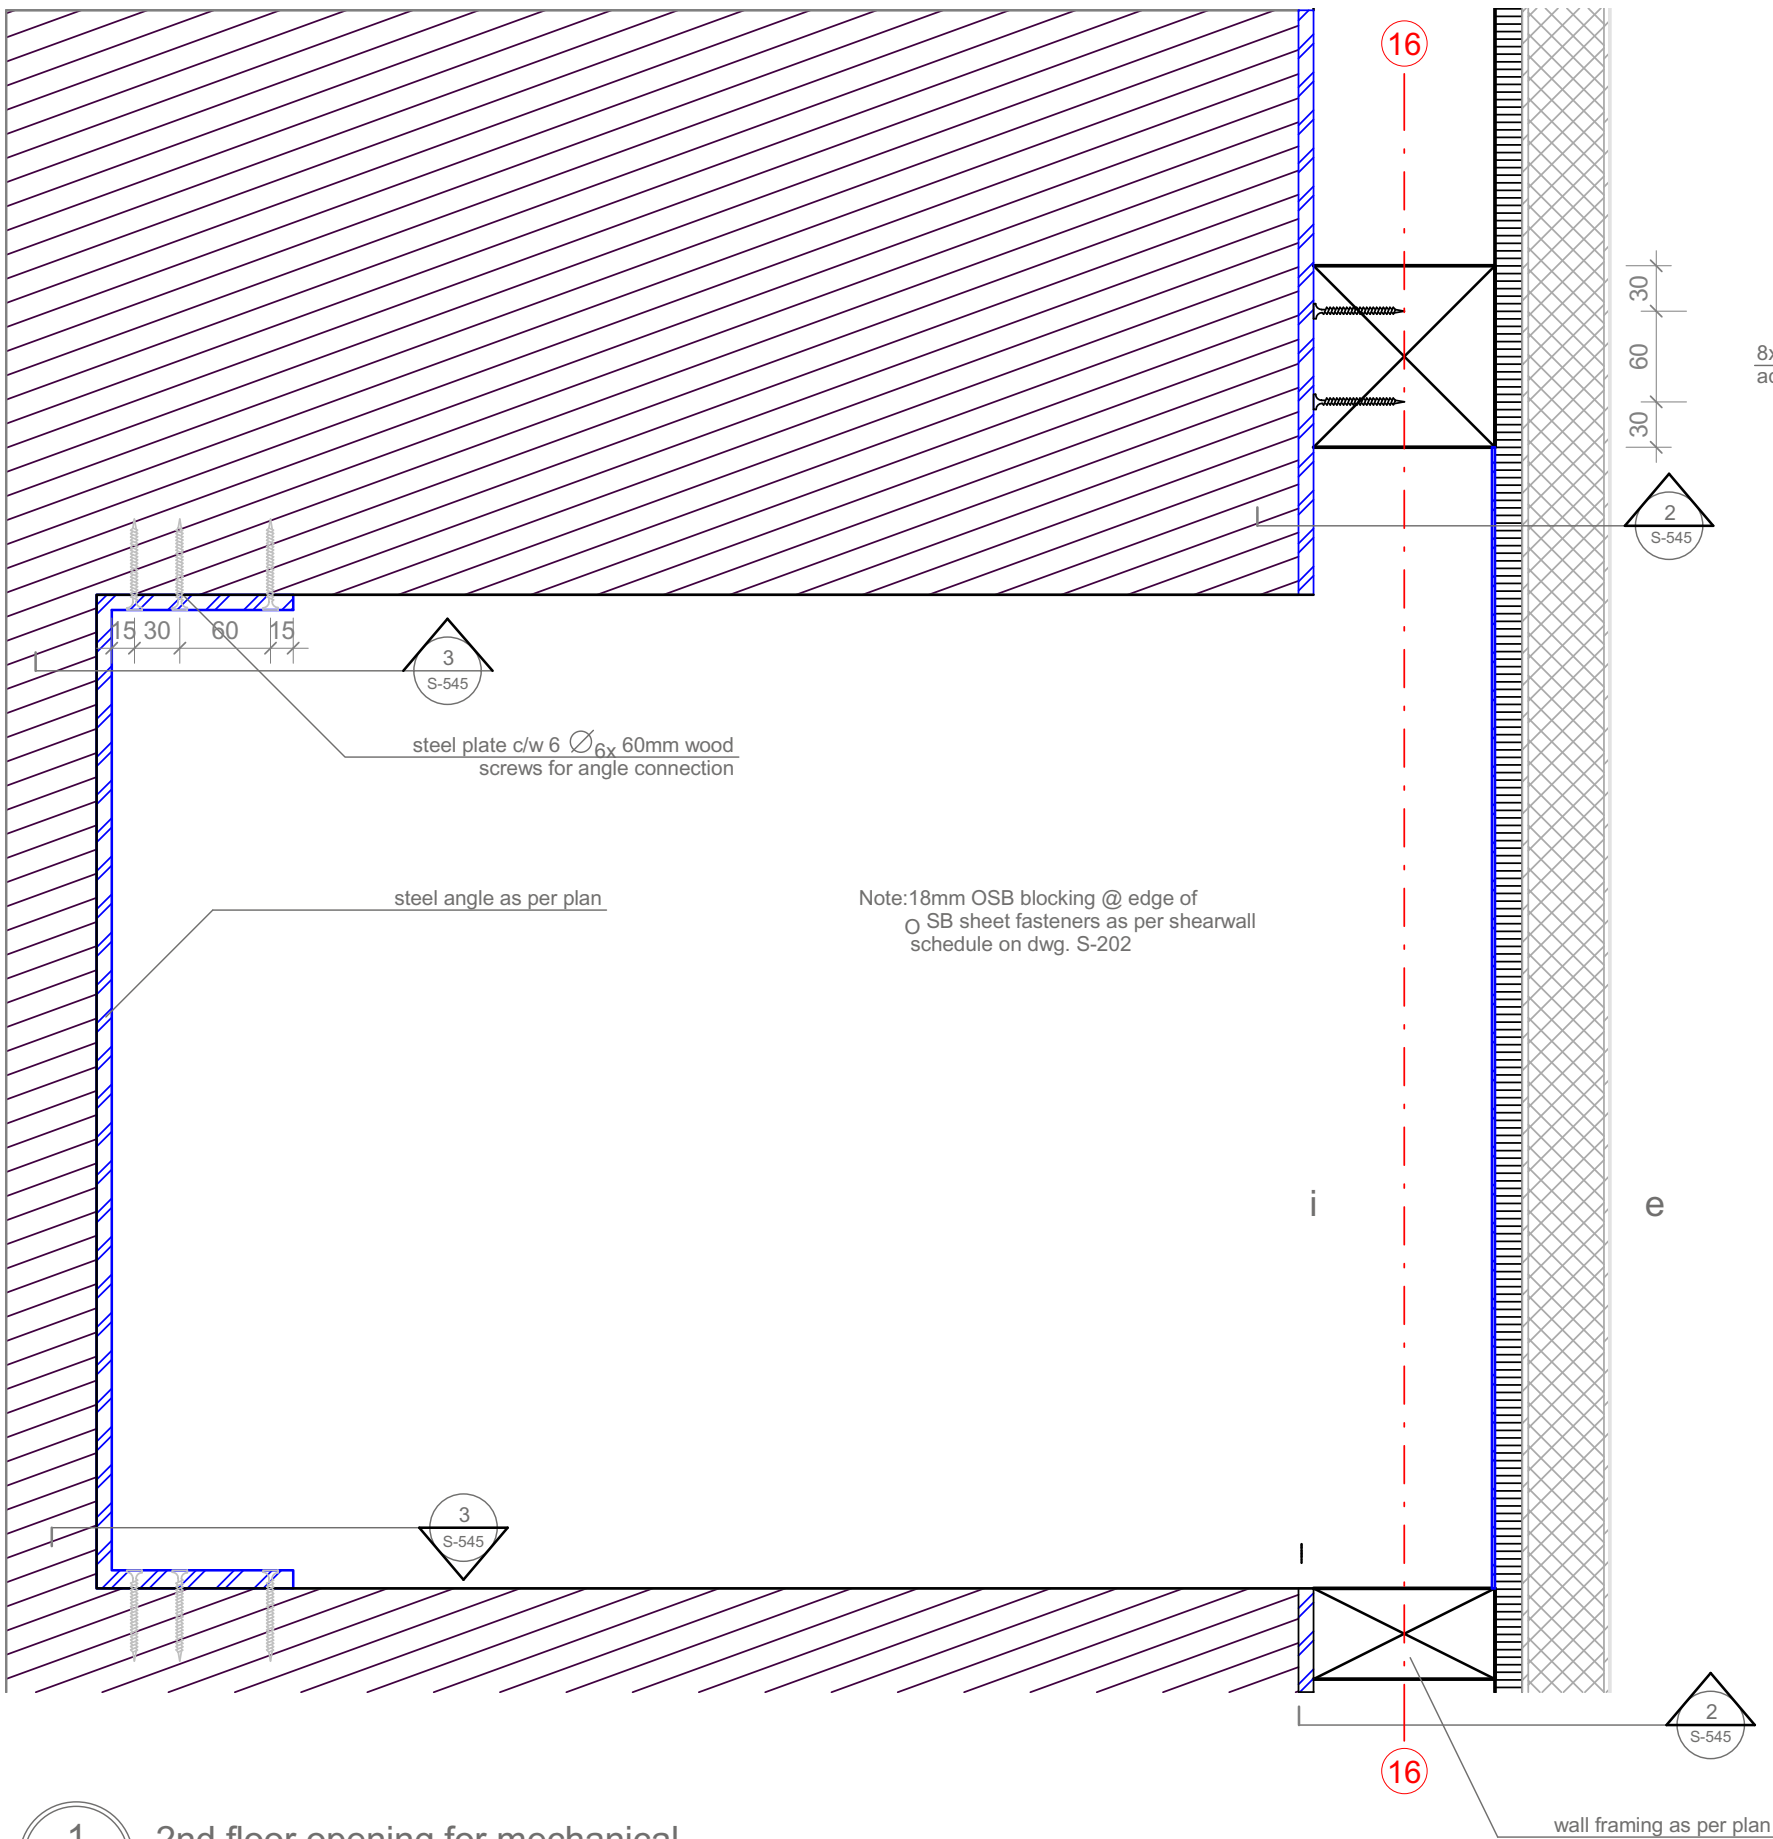 16
30
60
8x
30
2
S-545
15 30 60 15
3
S-545
steel plate c/w 6 ∅6x 60mm wood
screws for angle connection
steel angle as per plan
Note:18mm OSB blocking @ edge of
O SB sheet fasteners as per shearwall
schedule on dwg. S-202
i
e
3
S-545
2
S-545
16
wall framing as per plan
1
2nd floor opening for mechanical